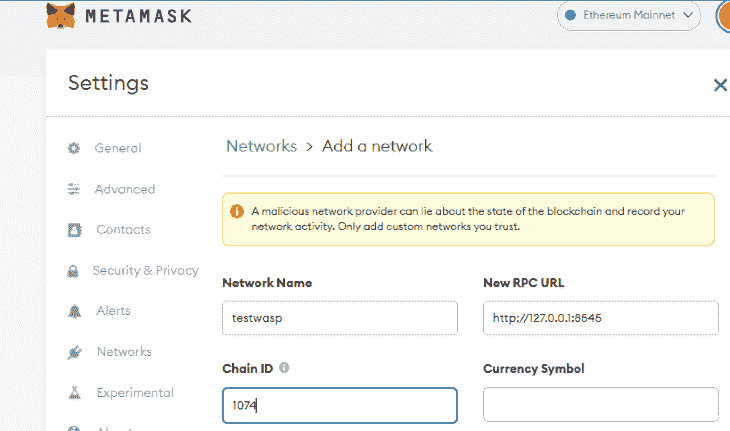 METAMASK
Ethereum Mainnet
Settings
General
Advanced
Contacts
Security & Privacy
Alerts
Networks
Experimental
Networks > Add a network
A malicious network provider can lie about the state of the blockchain and record your
network activity. Only add custom networks you trust.
Network Name
New RPC URL
testwasp
http://127.0.0.1:8545
Chain ID
Currency Symbol
1074